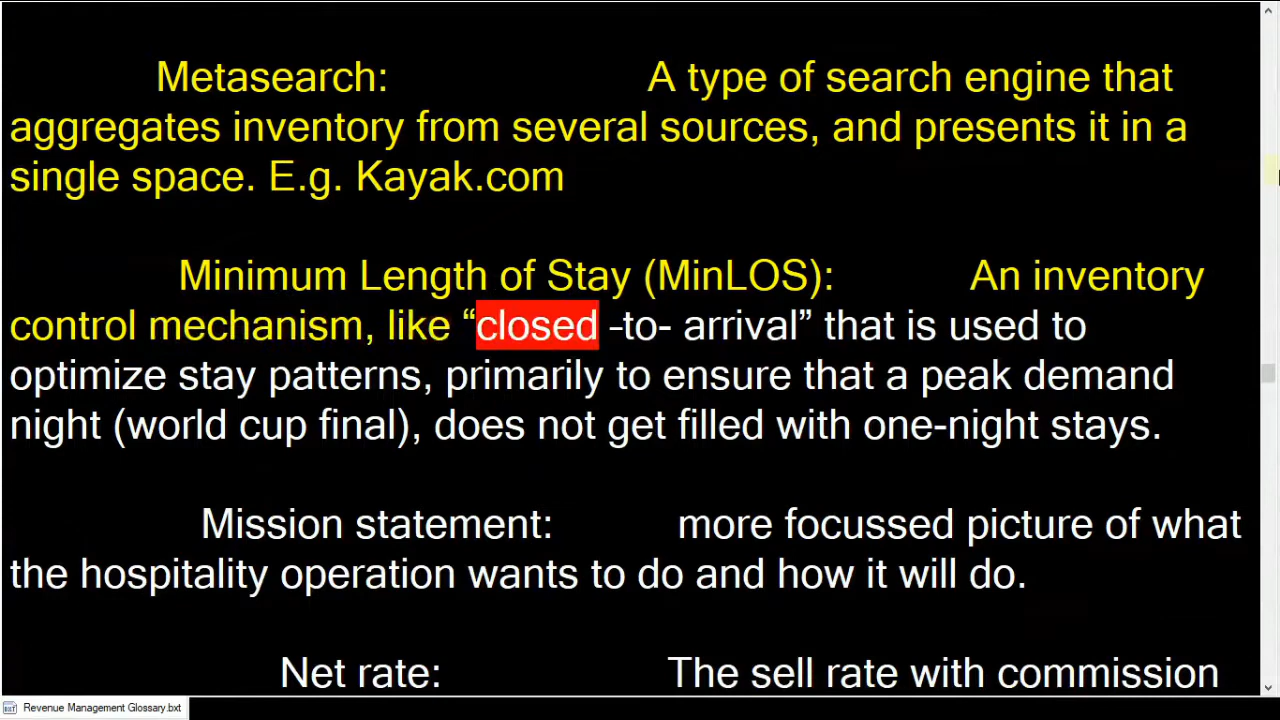 Metasearch: A type of search engine that
aggregates inventory from several sources, and presents it in a
single space. E.g. Kayak.com
Minimum Length of Stay (MinLOS): An inventory
control mechanism, like “closed –to- arrival” that is used to
optimize stay patterns, primarily to ensure that a peak demand
night (world cup final), does not get filled with one-night stays.
Mission statement: more focussed picture of what
the hospitality operation wants to do and how it will do.
Net rate: The sell rate with commission
Revenue Management Glossary.bxt